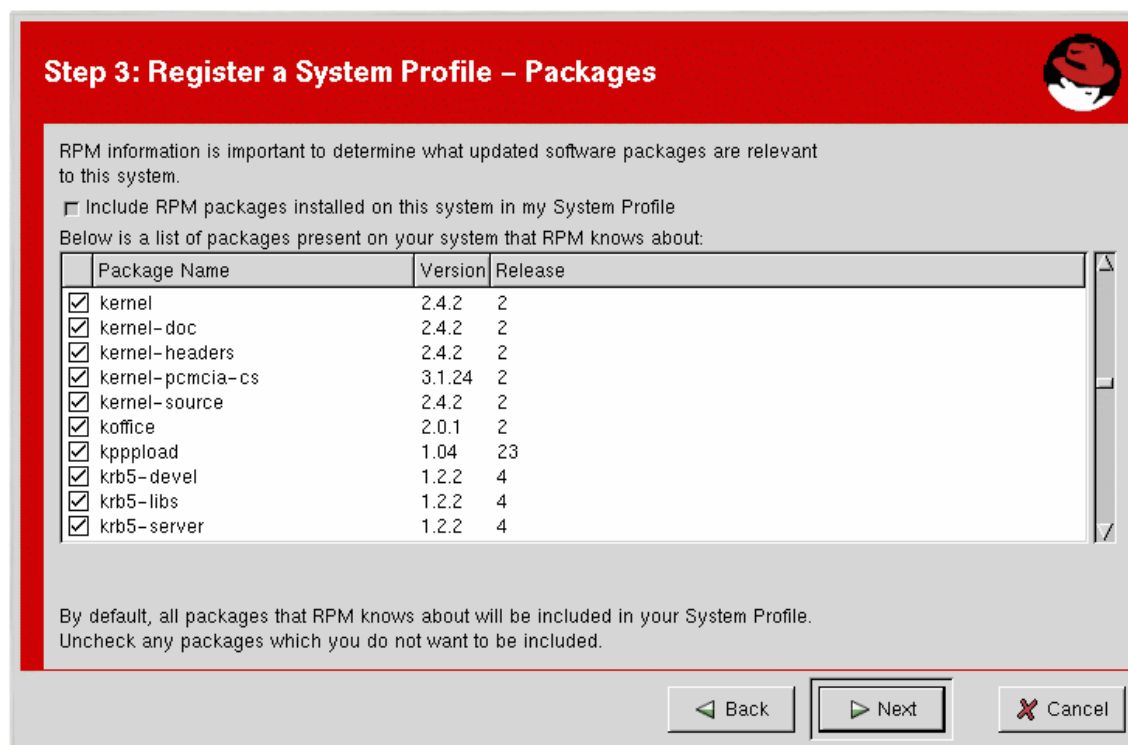 Step 3: Register a System Profile – Packages
RPM information is important to determine what updated software packages are relevant
to this system.
Include RPM packages installed on this system in my System Profile
Below is a list of packages present on your system that RPM knows about:
Package Name Version Release
kernel 2.4.2 2
kernel-doc 2.4.2 2
kernel-headers 2.4.2 2
kernel-pcmcia-cs 3.1.24 2
kernel-source 2.4.2 2
koffice 2.0.1 2
kpppload 1.04 23
krb5-devel 1.2.2 4
krb5-libs 1.2.2 4
krb5-server 1.2.2 4
By default, all packages that RPM knows about will be included in your System Profile.
Uncheck any packages which you do not want to be included.
Back Next Cancel